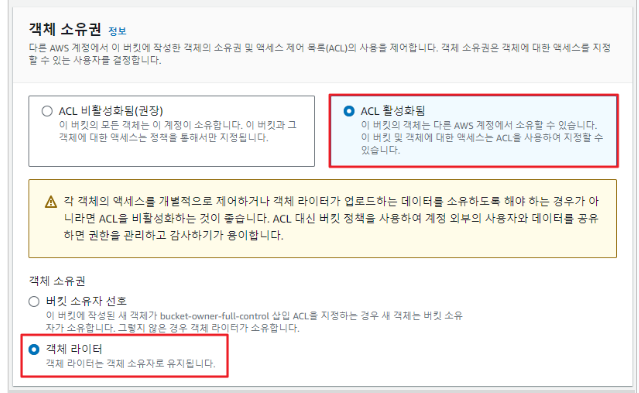 객체 소유권 정보
다른 AWS 계정에서 이 버킷에 작성한 객체의 소유권 및 액세스 제어 목록(ACL)의 사용을 제어합니다. 객체 소유권은 객체에 대한 액세스를 지정
할 수 있는 사용자를 결정합니다.
ACL 비활성화됨(권장)
이 버킷의 모든 객체는 이 계정이 소유합니다. 이 버킷과 그
객체에 대한 액세스는 정책을 통해서만 지정됩니다.
ACL 활성화됨
이 버킷의 객체는 다른 AWS 계정에서 소유할 수 있습니다.
이 버킷 및 객체에 대한 액세스는 ACL을 사용하여 지정할 수
있습니다.
각 객체의 액세스를 개별적으로 제어하거나 객체 라이터가 업로드하는 데이터를 소유하도록 해야 하는 경우가 아
니라면 ACL을 비활성화하는 것이 좋습니다. ACL 대신 버킷 정책을 사용하여 계정 외부의 사용자와 데이터를 공유
하면 권한을 관리하고 감사하기가 용이합니다.
객체 소유권
버킷 소유자 선호
이 버킷에 작성된 새 객체가 bucket-owner-full-control 삽입 ACL을 지정하는 경우 새 객체는 버킷 소유
자가 소유합니다. 그렇지 않은 경우 객체 라이터가 소유합니다.
객체 라이터
객체 라이터는 객체 소유자로 유지됩니다.